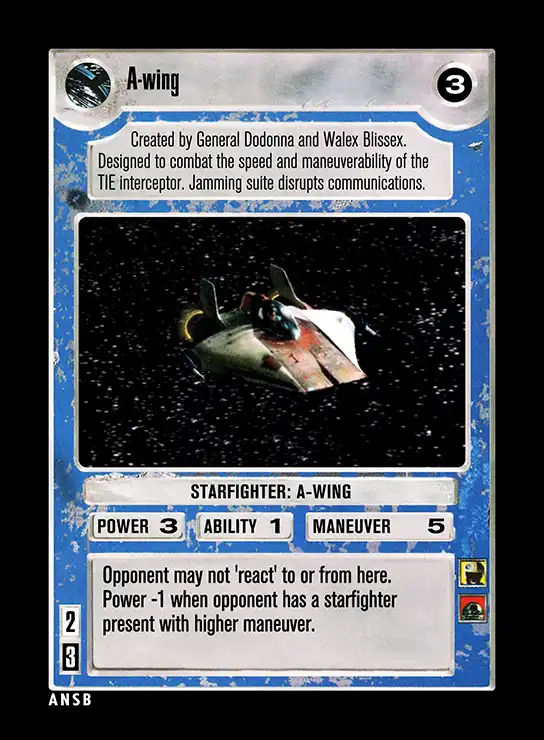 A-wing
3
Created by General Dodonna and Walex Blissex.
Designed to combat the speed and maneuverability of the
TIE interceptor. Jamming suite disrupts communications.
STARFIGHTER: A-WING
POWER 3 ABILITY 1 MANEUVER 5
Opponent may not 'react' to or from here.
Power -1 when opponent has a starfighter
present with higher maneuver.
2
3
ANSB